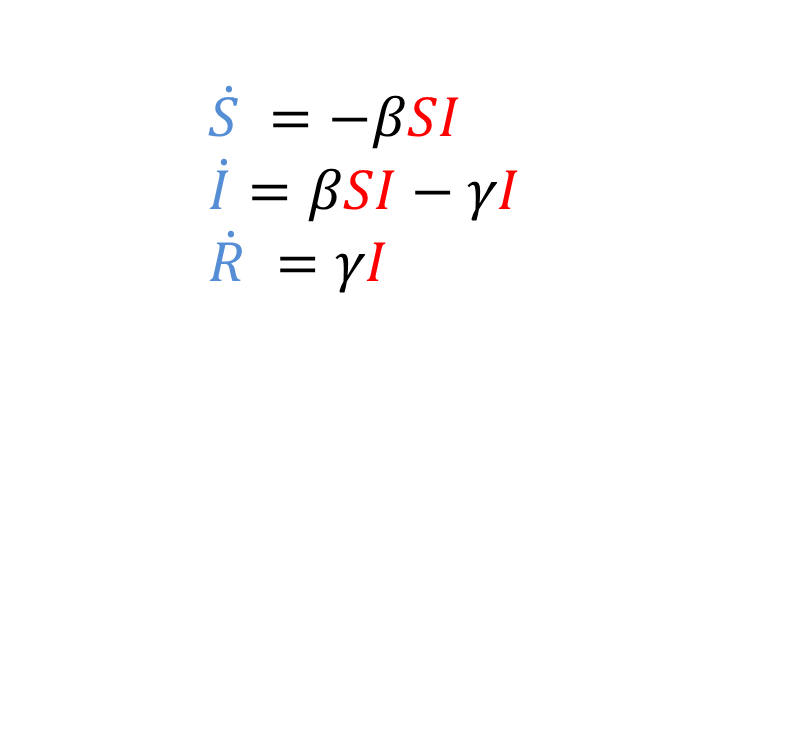 Ṡ = −βSI
İ = βSI − γI
Ṙ = γI